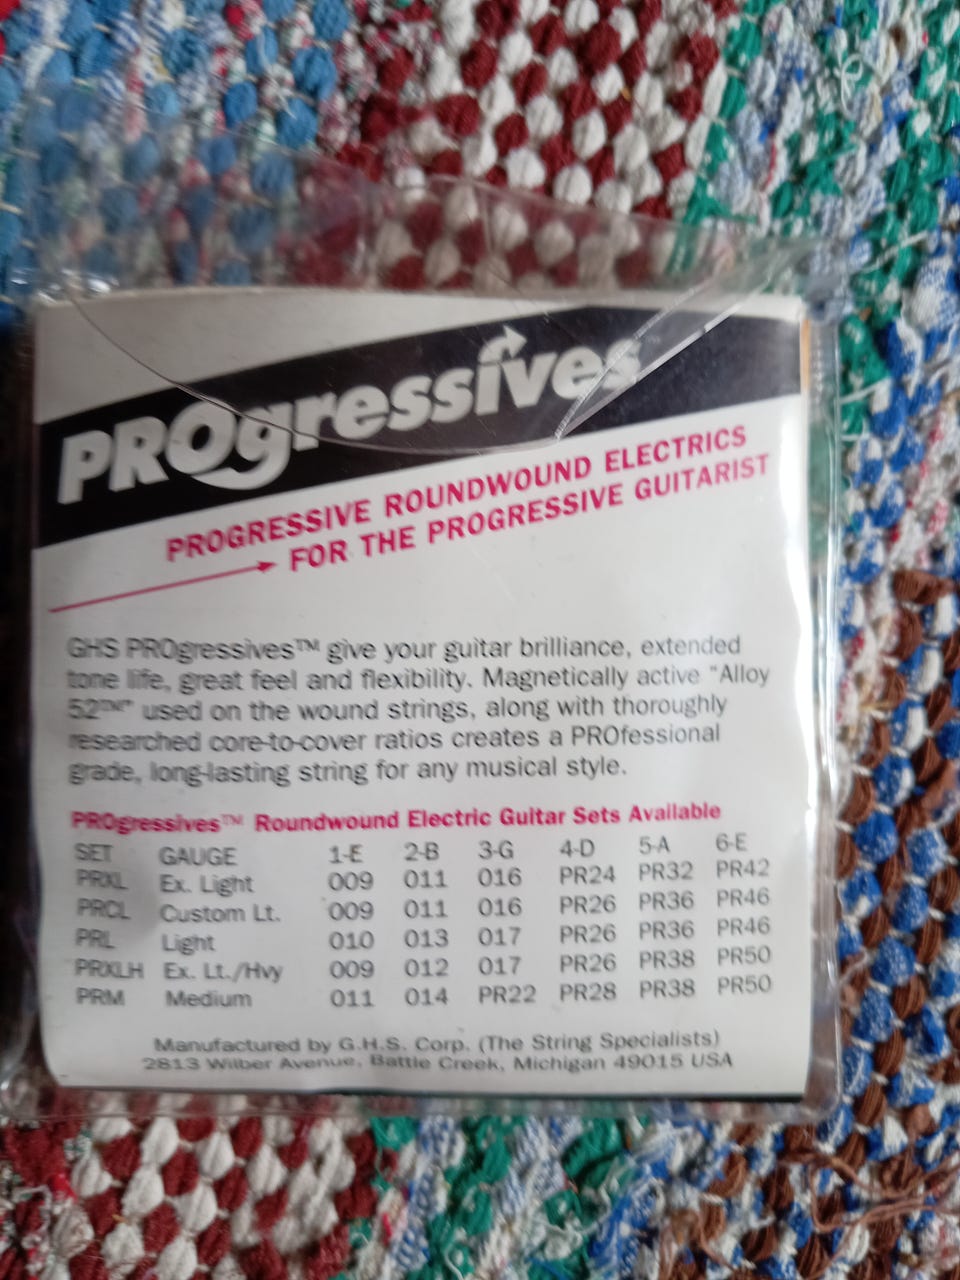 PROgressives
PROGRESSIVE ROUNDWOUND ELECTRICS
FOR THE PROGRESSIVE GUITARIST
GHS PROgressives™ give your guitar brilliance, extended
tone life, great feel and flexibility. Magnetically active "Alloy
52™" used on the wound strings, along with thoroughly
researched core-to-cover ratios creates a PROfessional
grade, long-lasting string for any musical style.
PROgressives™ Roundwound Electric Guitar Sets Available
SET GAUGE 1-E 2-B 3-G 4-D 5-A 6-E
PRXL Ex. Light 009 011 016 PR24 PR32 PR42
PRCL Custom Lt. 009 011 016 PR26 PR36 PR46
PRL Light 010 013 017 PR26 PR36 PR46
PRXLH Ex. Lt./Hvy 009 012 017 PR26 PR38 PR50
PRM Medium 011 014 PR22 PR28 PR38 PR50
Manufactured by G.H.S. Corp. (The String Specialists)
2813 Wilber Avenue, Battle Creek, Michigan 49015 USA